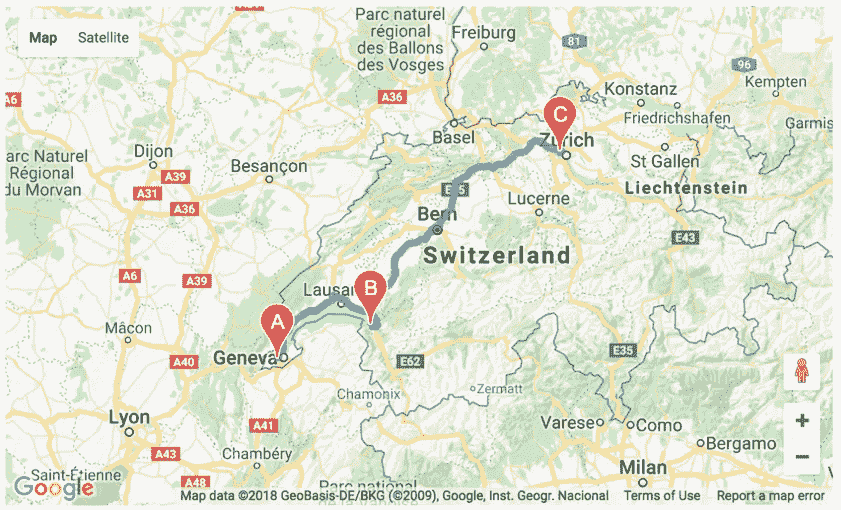 Map
Satellite
Parc naturel
régional
des Ballons
des Vosges
Freiburg
81
96
Kempten
Konstanz
A6
A36
Friedrichshafen
Garmis
Basel
C
Zürich
arc Naturel
Régional
du Morvan
Dijon
A39
Besançon
St Gallen
A31
A36
E25
Lucerne
Liechtenstein
Bern
E43
Switzerland
A6
A39
Lausan
B
A
Mâcon
Geneva
A40
E62
E35
Chamonix
Zermatt
Lyon
A41
Varese
Como
Bergamo
A43
Chambéry
Saint-Étienne
A48
Milan
Google
Parc national
Map data ©2018 GeoBasis-DE/BKG (©2009), Google, Inst. Geogr. Nacional
Terms of Use
Report a map error